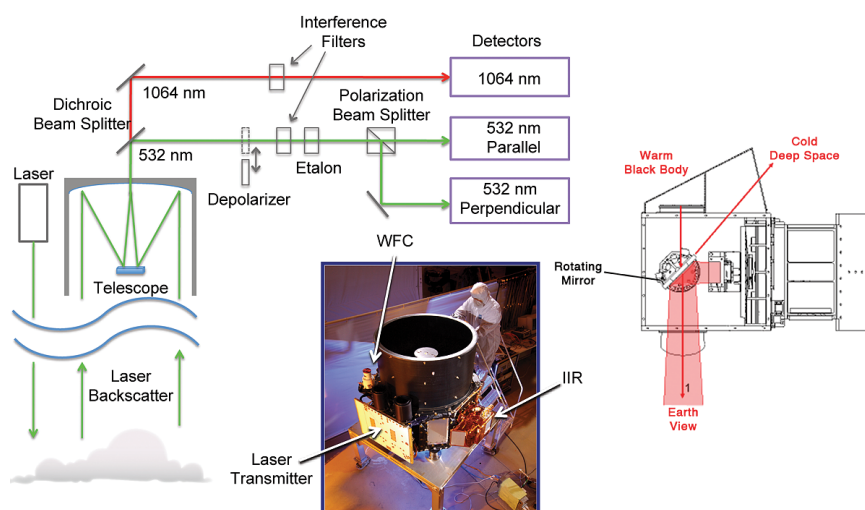 Interference
Filters
Detectors
1064 nm
1064 nm
Dichroic
Beam Splitter
Polarization
Beam Splitter
532 nm
532 nm
Parallel
Etalon
Laser
Depolarizer
532 nm
Perpendicular
Telescope
WFC
Laser
Backscatter
IIR
Laser
Transmitter
Cold
Deep Space
Warm
Black Body
Rotating
Mirror
1
Earth
View